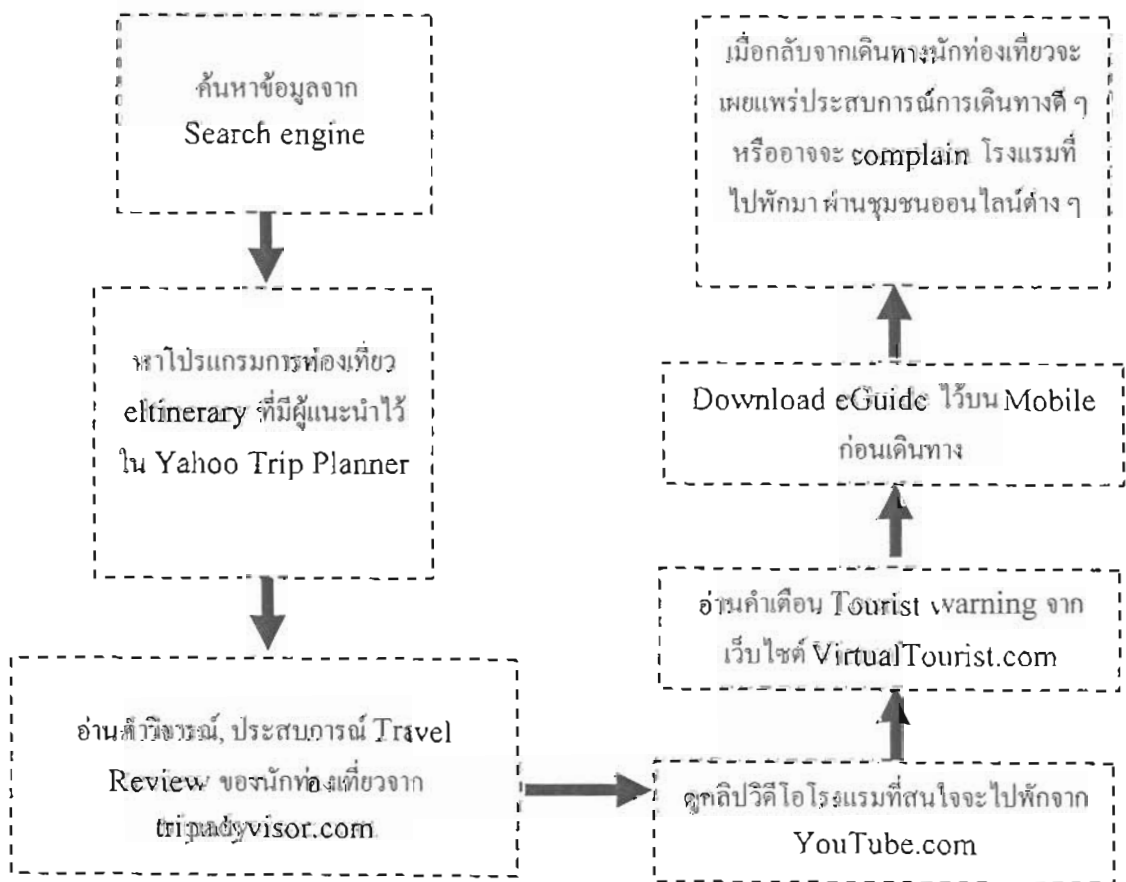 ค้นหาข้อมูลจาก
Search engine
หาโปรแกรมการท่องเที่ยว
eItinerary ที่มีผู้แนะนำไว้
ใน Yahoo Trip Planner
อ่านคำวิจารณ์, ประสบการณ์ Travel
Review ของนักท่องเที่ยวจาก
tripadyvisor.com
ดูคลิปวิดีโอโรงแรมที่สนใจจะไปพักจาก
YouTube.com
อ่านคำเตือน Tourist warning จาก
เว็บไซต์ VirtualTourist.com
Download eGuide ไว้บน Mobile
ก่อนเดินทาง
เมื่อกลับจากเดินทางนักท่องเที่ยวจะ
เผยแพร่ประสบการณ์การเดินทางดี ๆ
หรืออาจจะ complain โรงแรมที่
ไปพักมา ผ่านชุมชนออนไลน์ต่าง ๆ